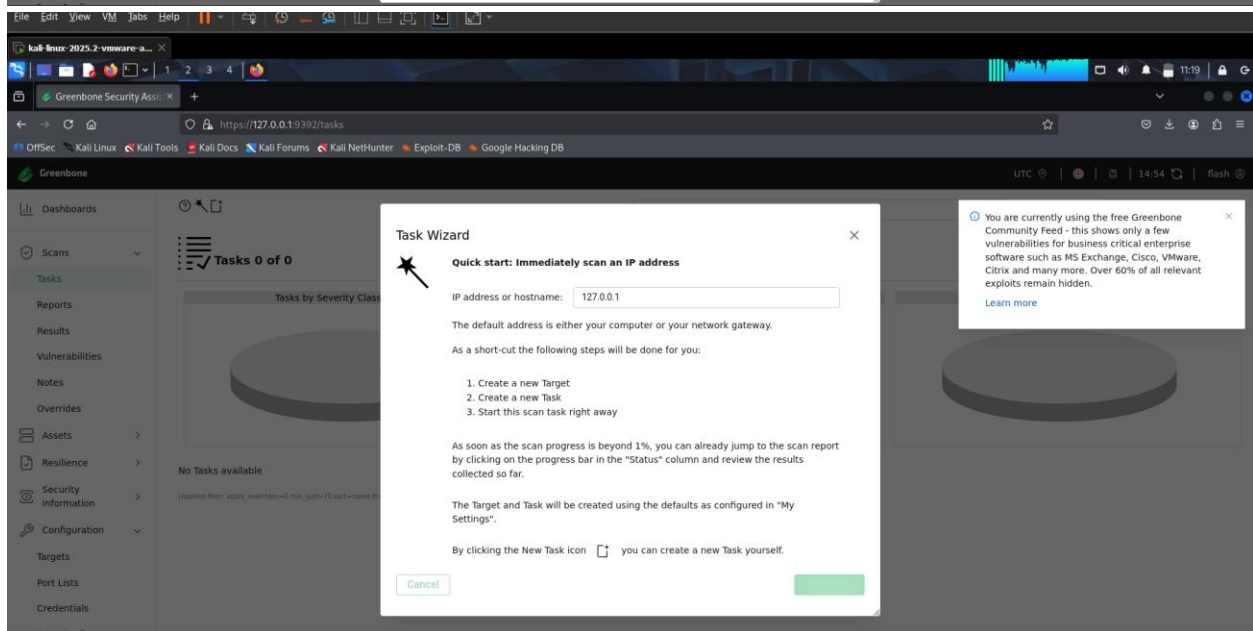 File Edit View VM Tabs Help
kali-linux-2025.2-vmware-a...
1 2 3 4
11:19
Greenbone Security Assis
https://127.0.0.1:9392/tasks
OffSec Kali Linux Kali Tools Kali Docs Kali Forums Kali NetHunter Exploit-DB Google Hacking DB
Greenbone
UTC
14:54
flash
Dashboards
Scans
Tasks
Reports
Results
Vulnerabilities
Notes
Overrides
Assets
Resilience
Security
Information
Configuration
Targets
Port Lists
Credentials
Tasks 0 of 0
Tasks by Severity Class
No Tasks available
Task Wizard
Quick start: Immediately scan an IP address
IP address or hostname: 127.0.0.1
The default address is either your computer or your network gateway.
As a short-cut the following steps will be done for you:
1. Create a new Target
2. Create a new Task
3. Start this scan task right away
As soon as the scan progress is beyond 1%, you can already jump to the scan report
by clicking on the progress bar in the "Status" column and review the results
collected so far.
The Target and Task will be created using the defaults as configured in "My
Settings".
By clicking the New Task icon you can create a new Task yourself.
Cancel
You are currently using the free Greenbone
Community Feed - this shows only a few
vulnerabilities for business critical enterprise
software such as MS Exchange, Cisco, VMware,
Citrix and many more. Over 60% of all relevant
exploits remain hidden.
Learn more